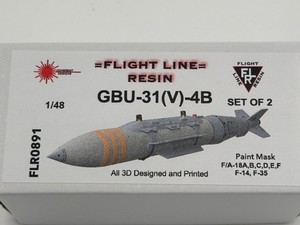 =FLIGHT LINE=
RESIN
FLIGHT LINE
FLR
RESIN
1/48
GBU-31(V)-4B
SET OF 2
FLR0891
Paint Mask
F/A-18A,B,C,D,E,F
F-14, F-35
All 3D Designed and Printed